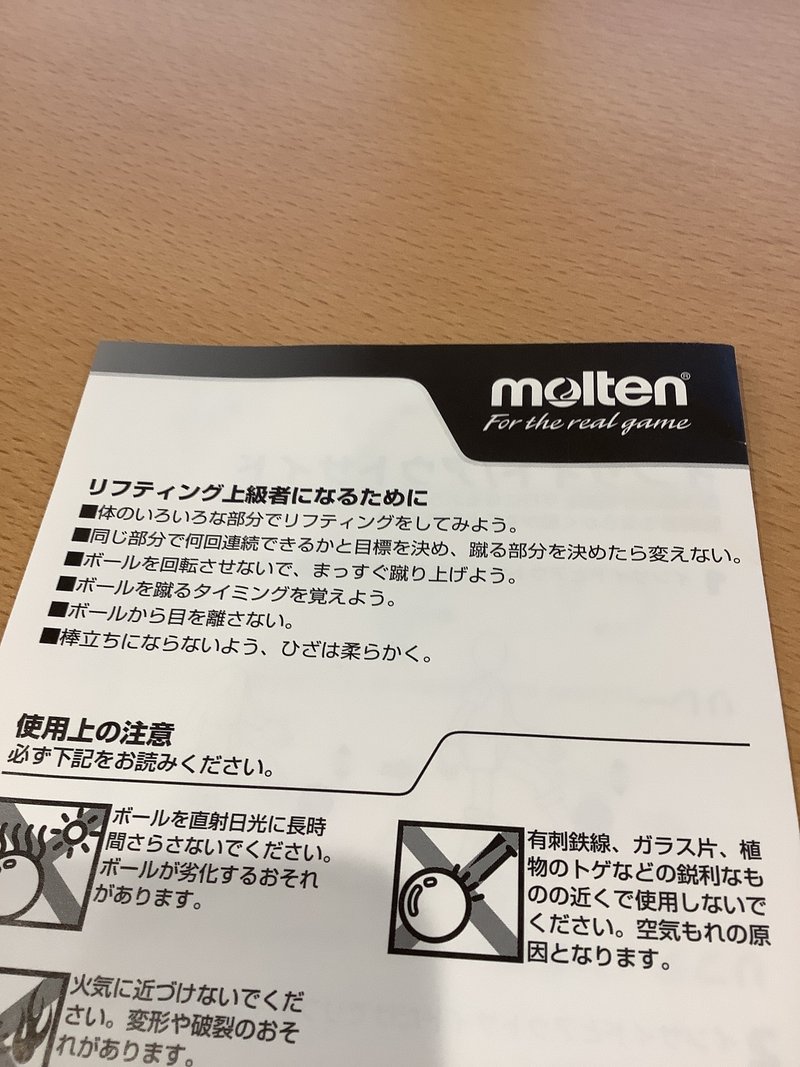 molten®
For the real game
リフティング上級者になるために
■体のいろいろな部分でリフティングをしてみよう。
■同じ部分で何回連続できるかと目標を決め、蹴る部分を決めたら変えない。
■ボールを回転させないで、まっすぐ蹴り上げよう。
■ボールを蹴るタイミングを覚えよう。
■ボールから目を離さない。
■棒立ちにならないよう、ひざは柔らかく。
使用上の注意
必ず下記をお読みください。
ボールを直射日光に長時
間さらさないでください。
ボールが劣化するおそれ
があります。
有刺鉄線、ガラス片、植
物のトゲなどの鋭利なも
のの近くで使用しないで
ください。空気もれの原
因となります。
火気に近づけないでくだ
さい。変形や破裂のおそ
れがあります。